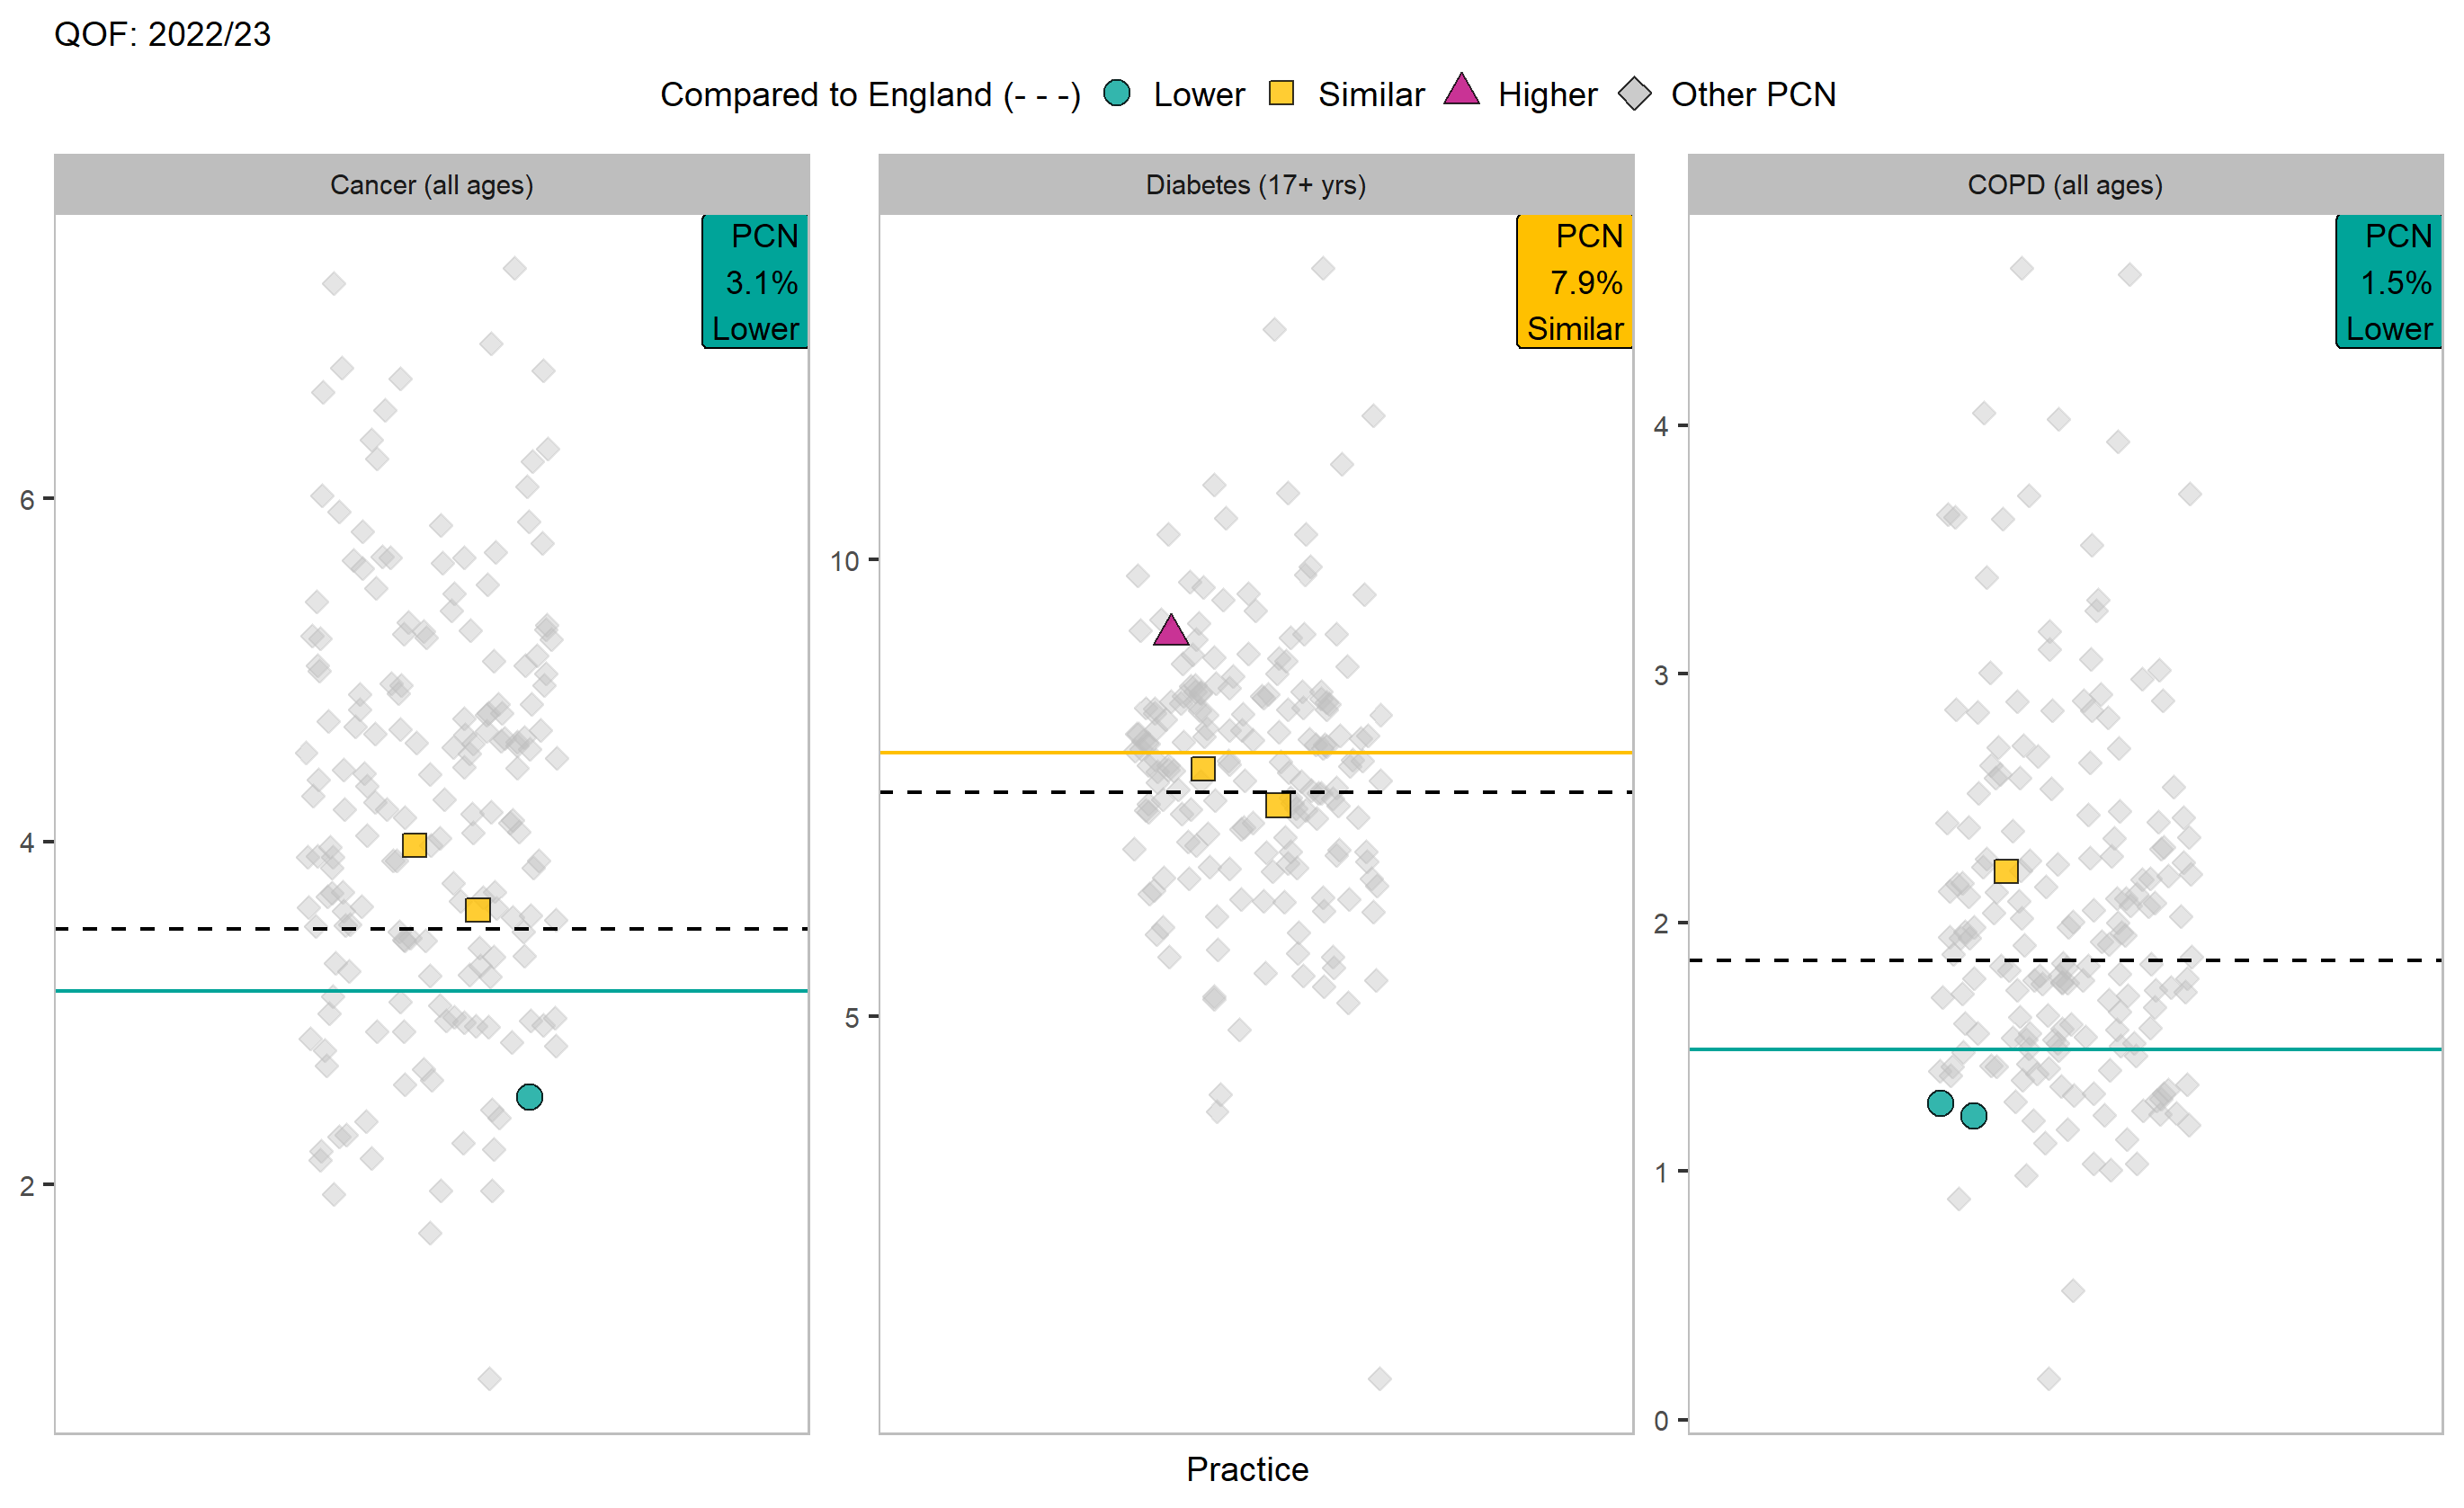 QOF: 2022/23
Compared to England (- - -) Lower Similar Higher Other PCN
Cancer (all ages)
PCN
3.1%
Lower
6
4
2
Diabetes (17+ yrs)
PCN
7.9%
Similar
10
5
COPD (all ages)
PCN
1.5%
Lower
4
3
2
1
0
Practice